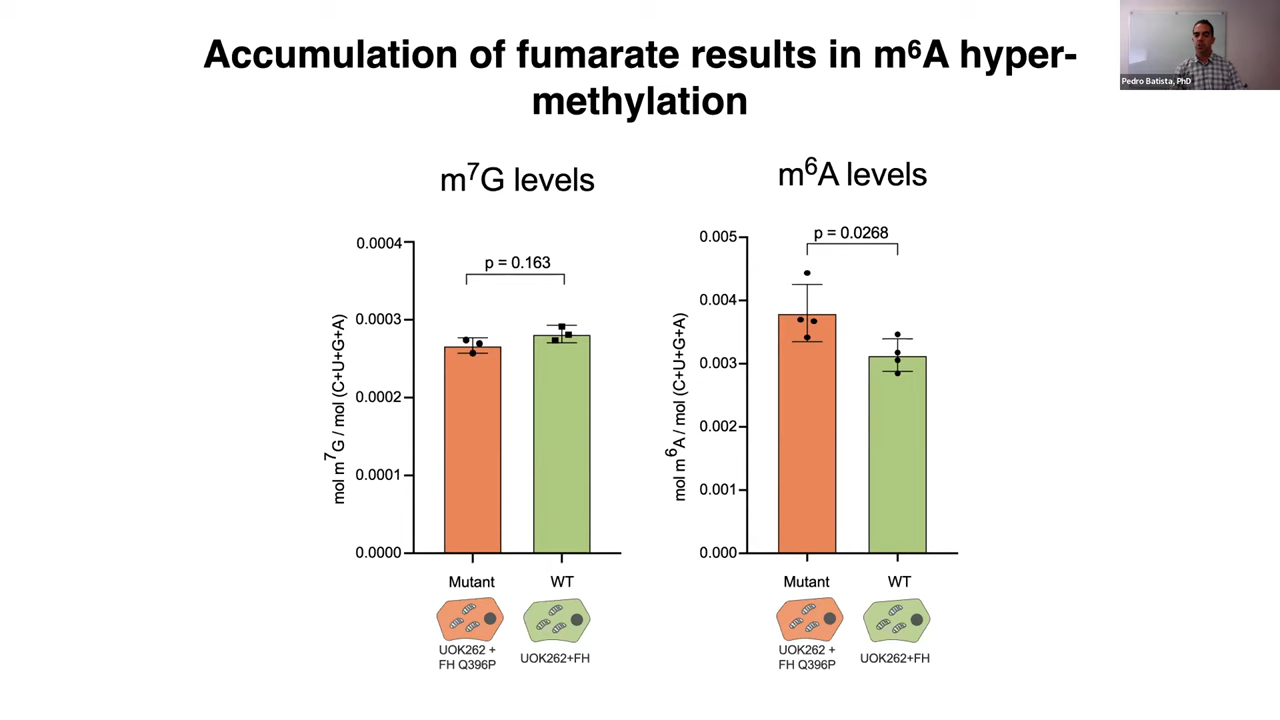 Accumulation of fumarate results in m⁶A hyper-
methylation
Pedro Batista, PhD
m⁷G levels
mol m⁷G / mol (C+U+G+A)
0.0004
0.0003
0.0002
0.0001
0.0000
p = 0.163
Mutant
WT
UOK262 +
FH Q396P
UOK262+FH
m⁶A levels
mol m⁶A / mol (C+U+G+A)
0.005
0.004
0.003
0.002
0.001
0.000
p = 0.0268
Mutant
WT
UOK262 +
FH Q396P
UOK262+FH